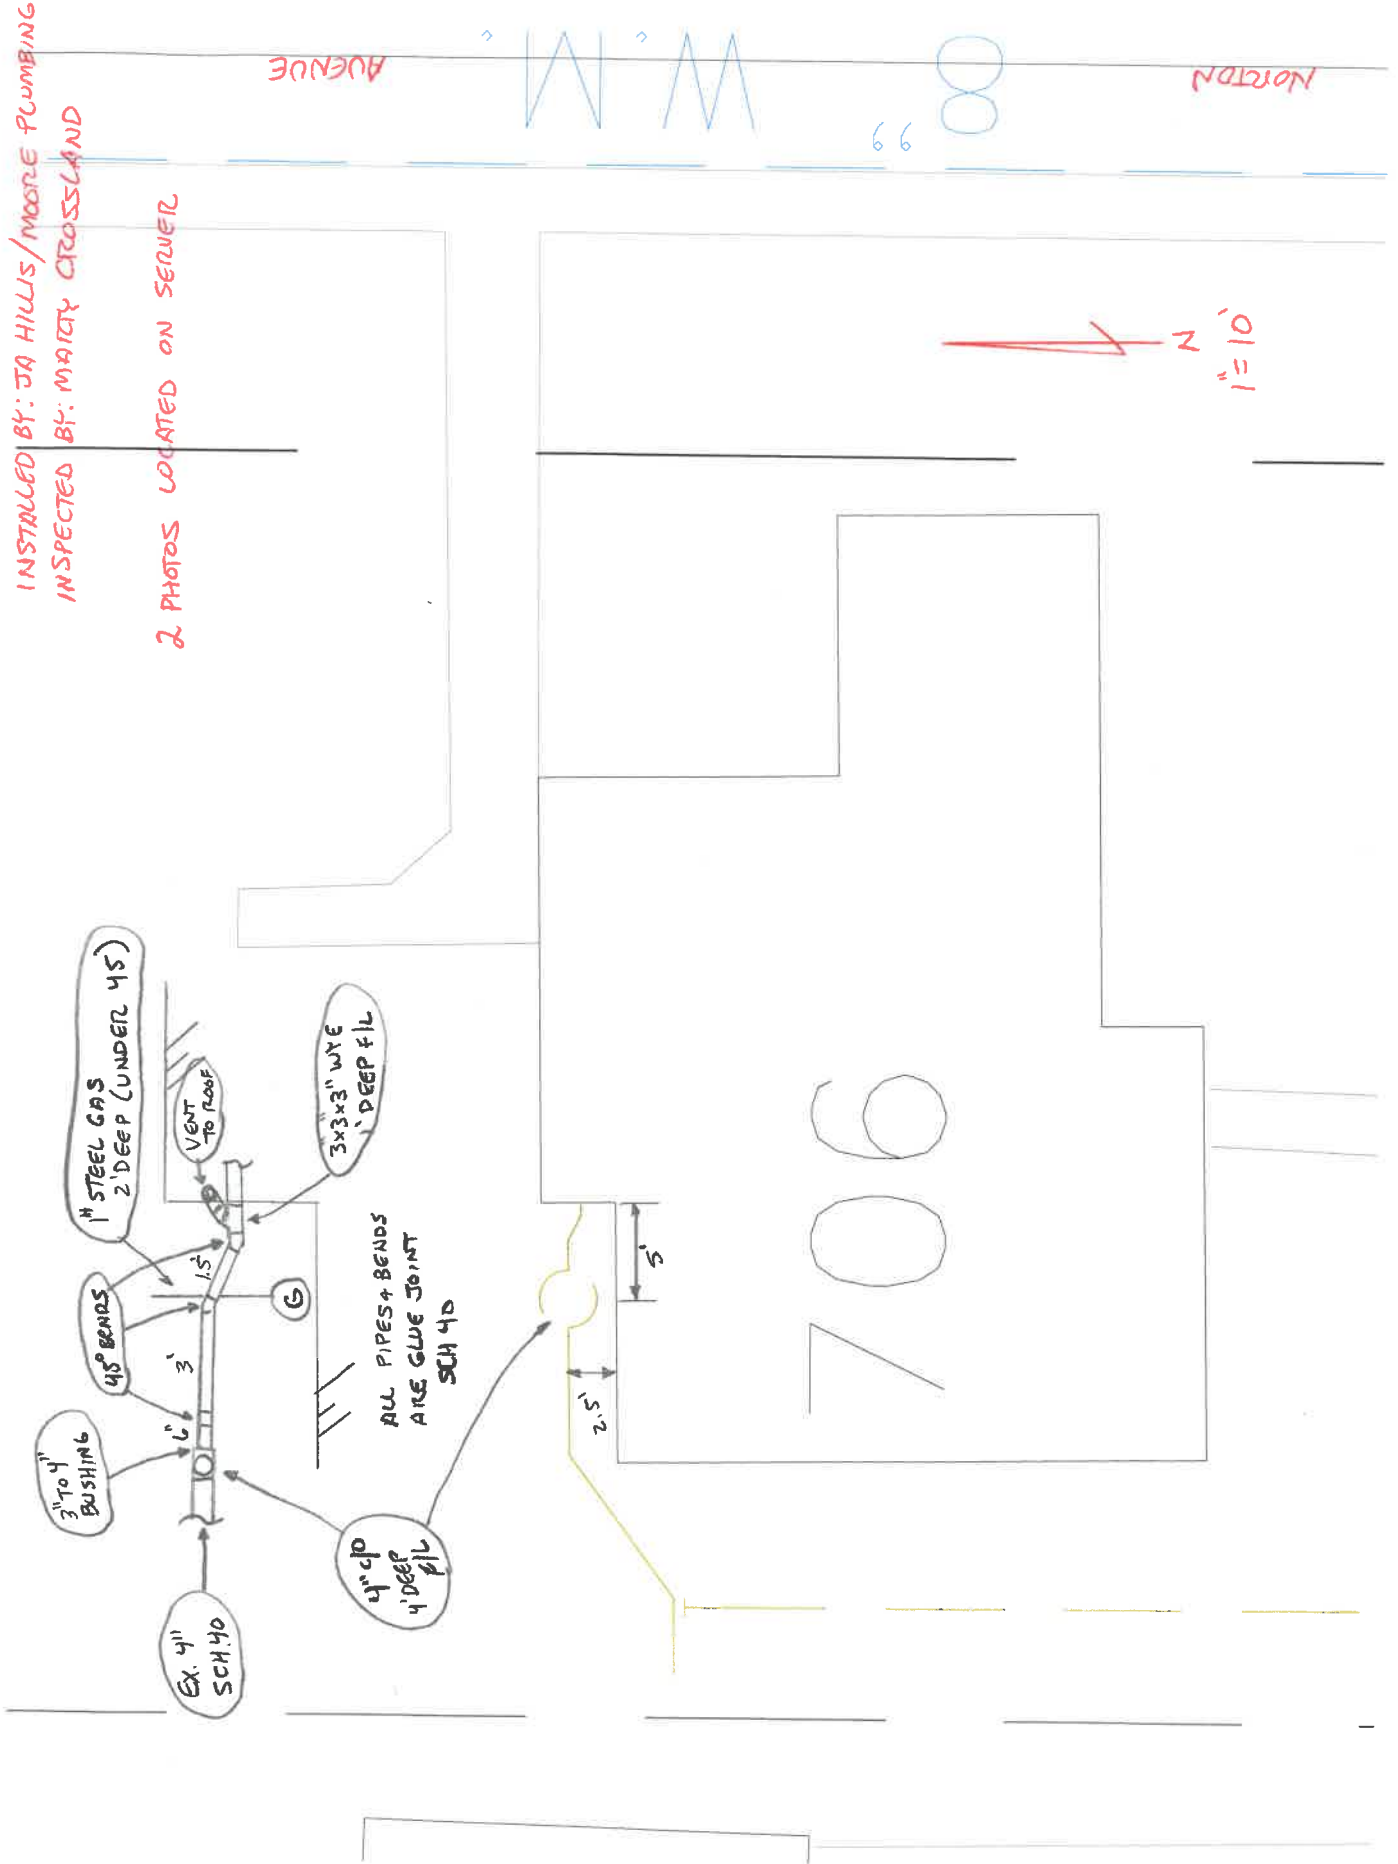 INSTALLED BY: JA HILLIS/MOORE PLUMBING
INSPECTED BY: MARTY CROSSLAND
2 PHOTOS LOCATED ON SERVER
NORTON
8" W. M.
AVENUE
N
1"=10'
1" STEEL GAS
2' DEEP (UNDER 45)
VENT
TO ROOF
3x3x3" WYE
1' DEEP F/L
45° BENDS
1.5'
3'
6"
G
3" TO 4"
BUSHING
ALL PIPES + BENDS
ARE GLUE JOINT
SCH 40
EX. 4"
SCH.40
4" C/O
4' DEEP
F/L
5'
2.5'
706